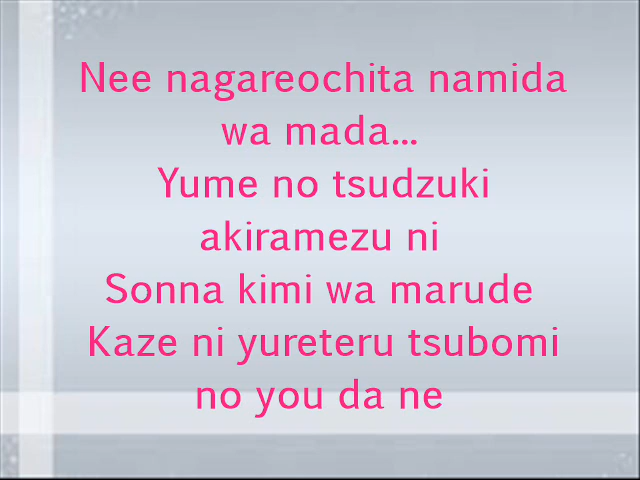 Nee nagareochita namida
wa mada...
Yume no tsudzuki
akiramezu ni
Sonna kimi wa marude
Kaze ni yureteru tsubomi
no you da ne